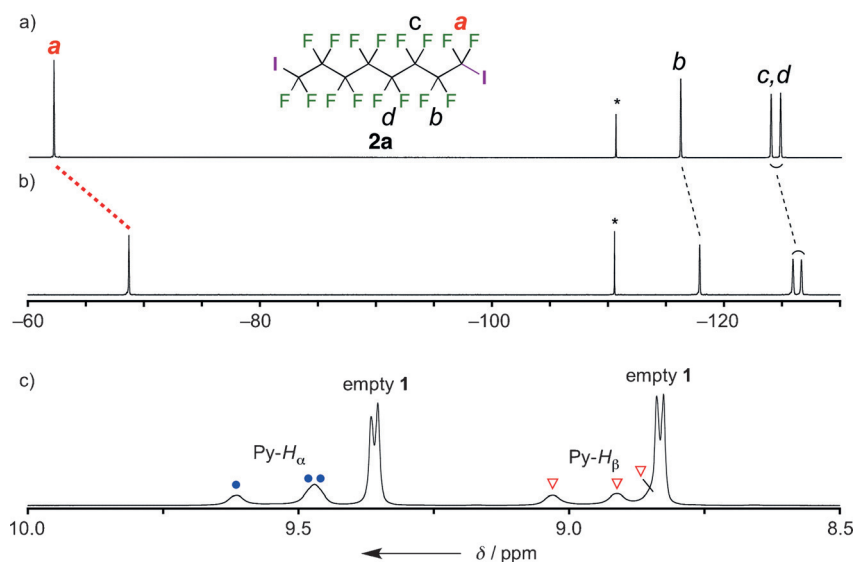 a)
a
c
a
F F F F F F F F
I
I
F F F F F F F F
d
b
2a
*
b
c,d
b)
*
–60
–80
–100
–120
c)
empty 1
empty 1
Py-Hα
Py-Hβ
10.0
9.5
9.0
8.5
δ / ppm